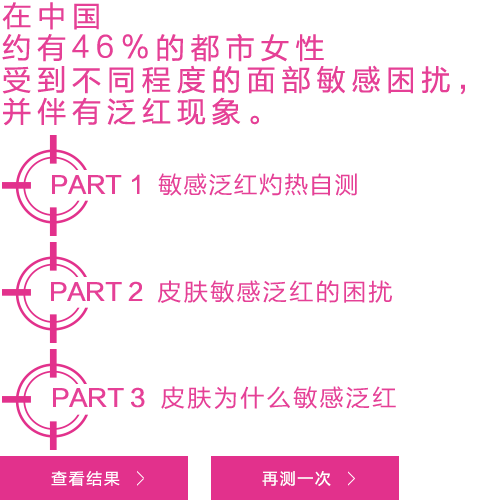 在中国
约有46%的都市女性
受到不同程度的面部敏感困扰，
并伴有泛红现象。
PART 1 敏感泛红灼热自测
PART 2 皮肤敏感泛红的困扰
PART 3 皮肤为什么敏感泛红
查看结果 > 再测一次 >